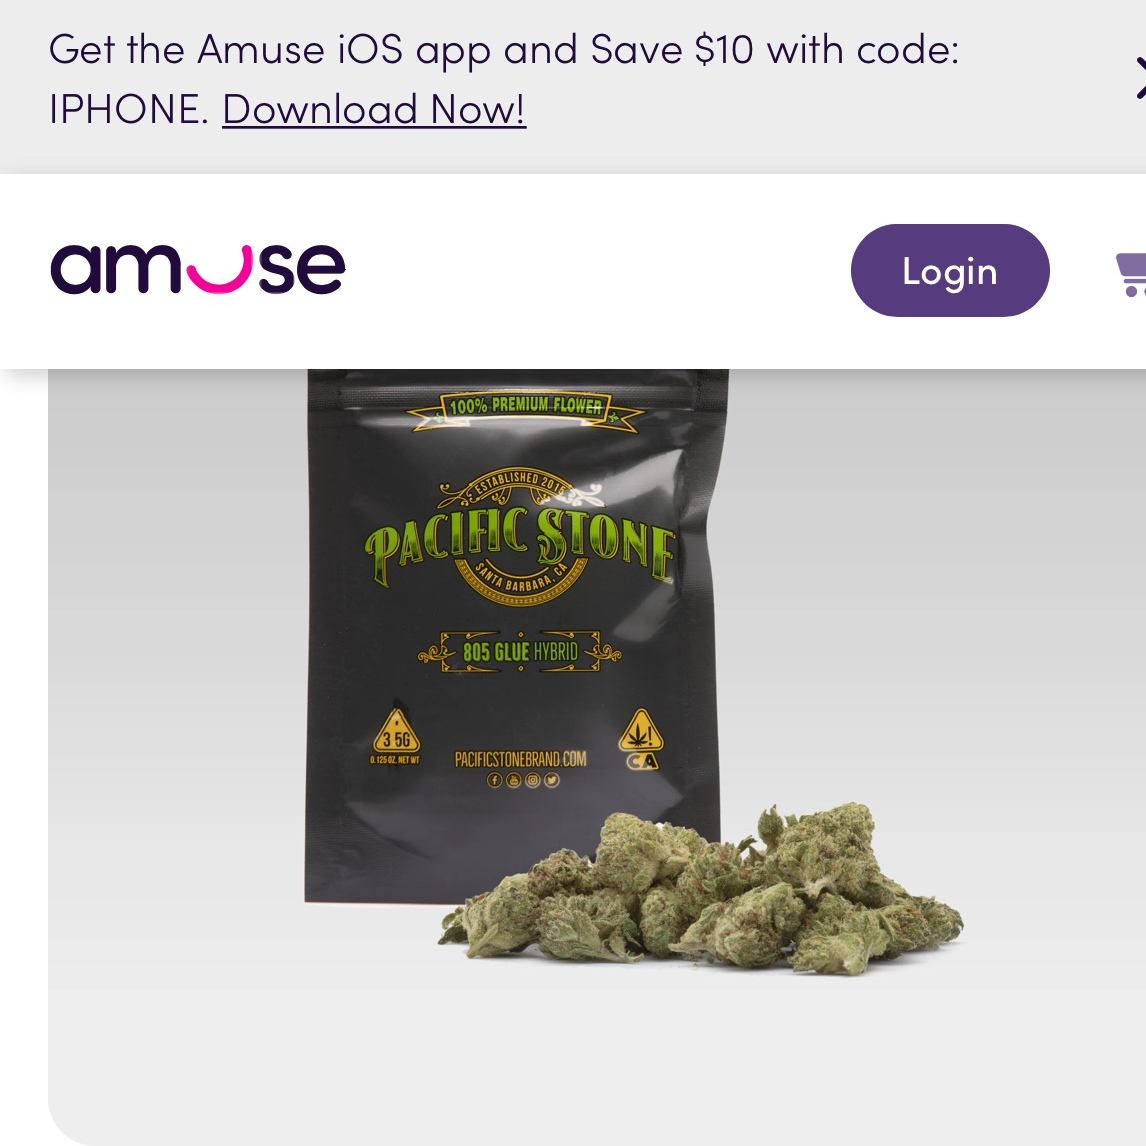 Get the Amuse iOS app and Save $10 with code:
IPHONE. Download Now!
amuse
Login
100% PREMIUM FLOWER
ESTABLISHED 2015
PACIFIC STONE
SANTA BARBARA, CA
805 GLUE HYBRID
3.5G
0.125 OZ. NET WT
PACIFICSTONEBRAND.COM
!
CA